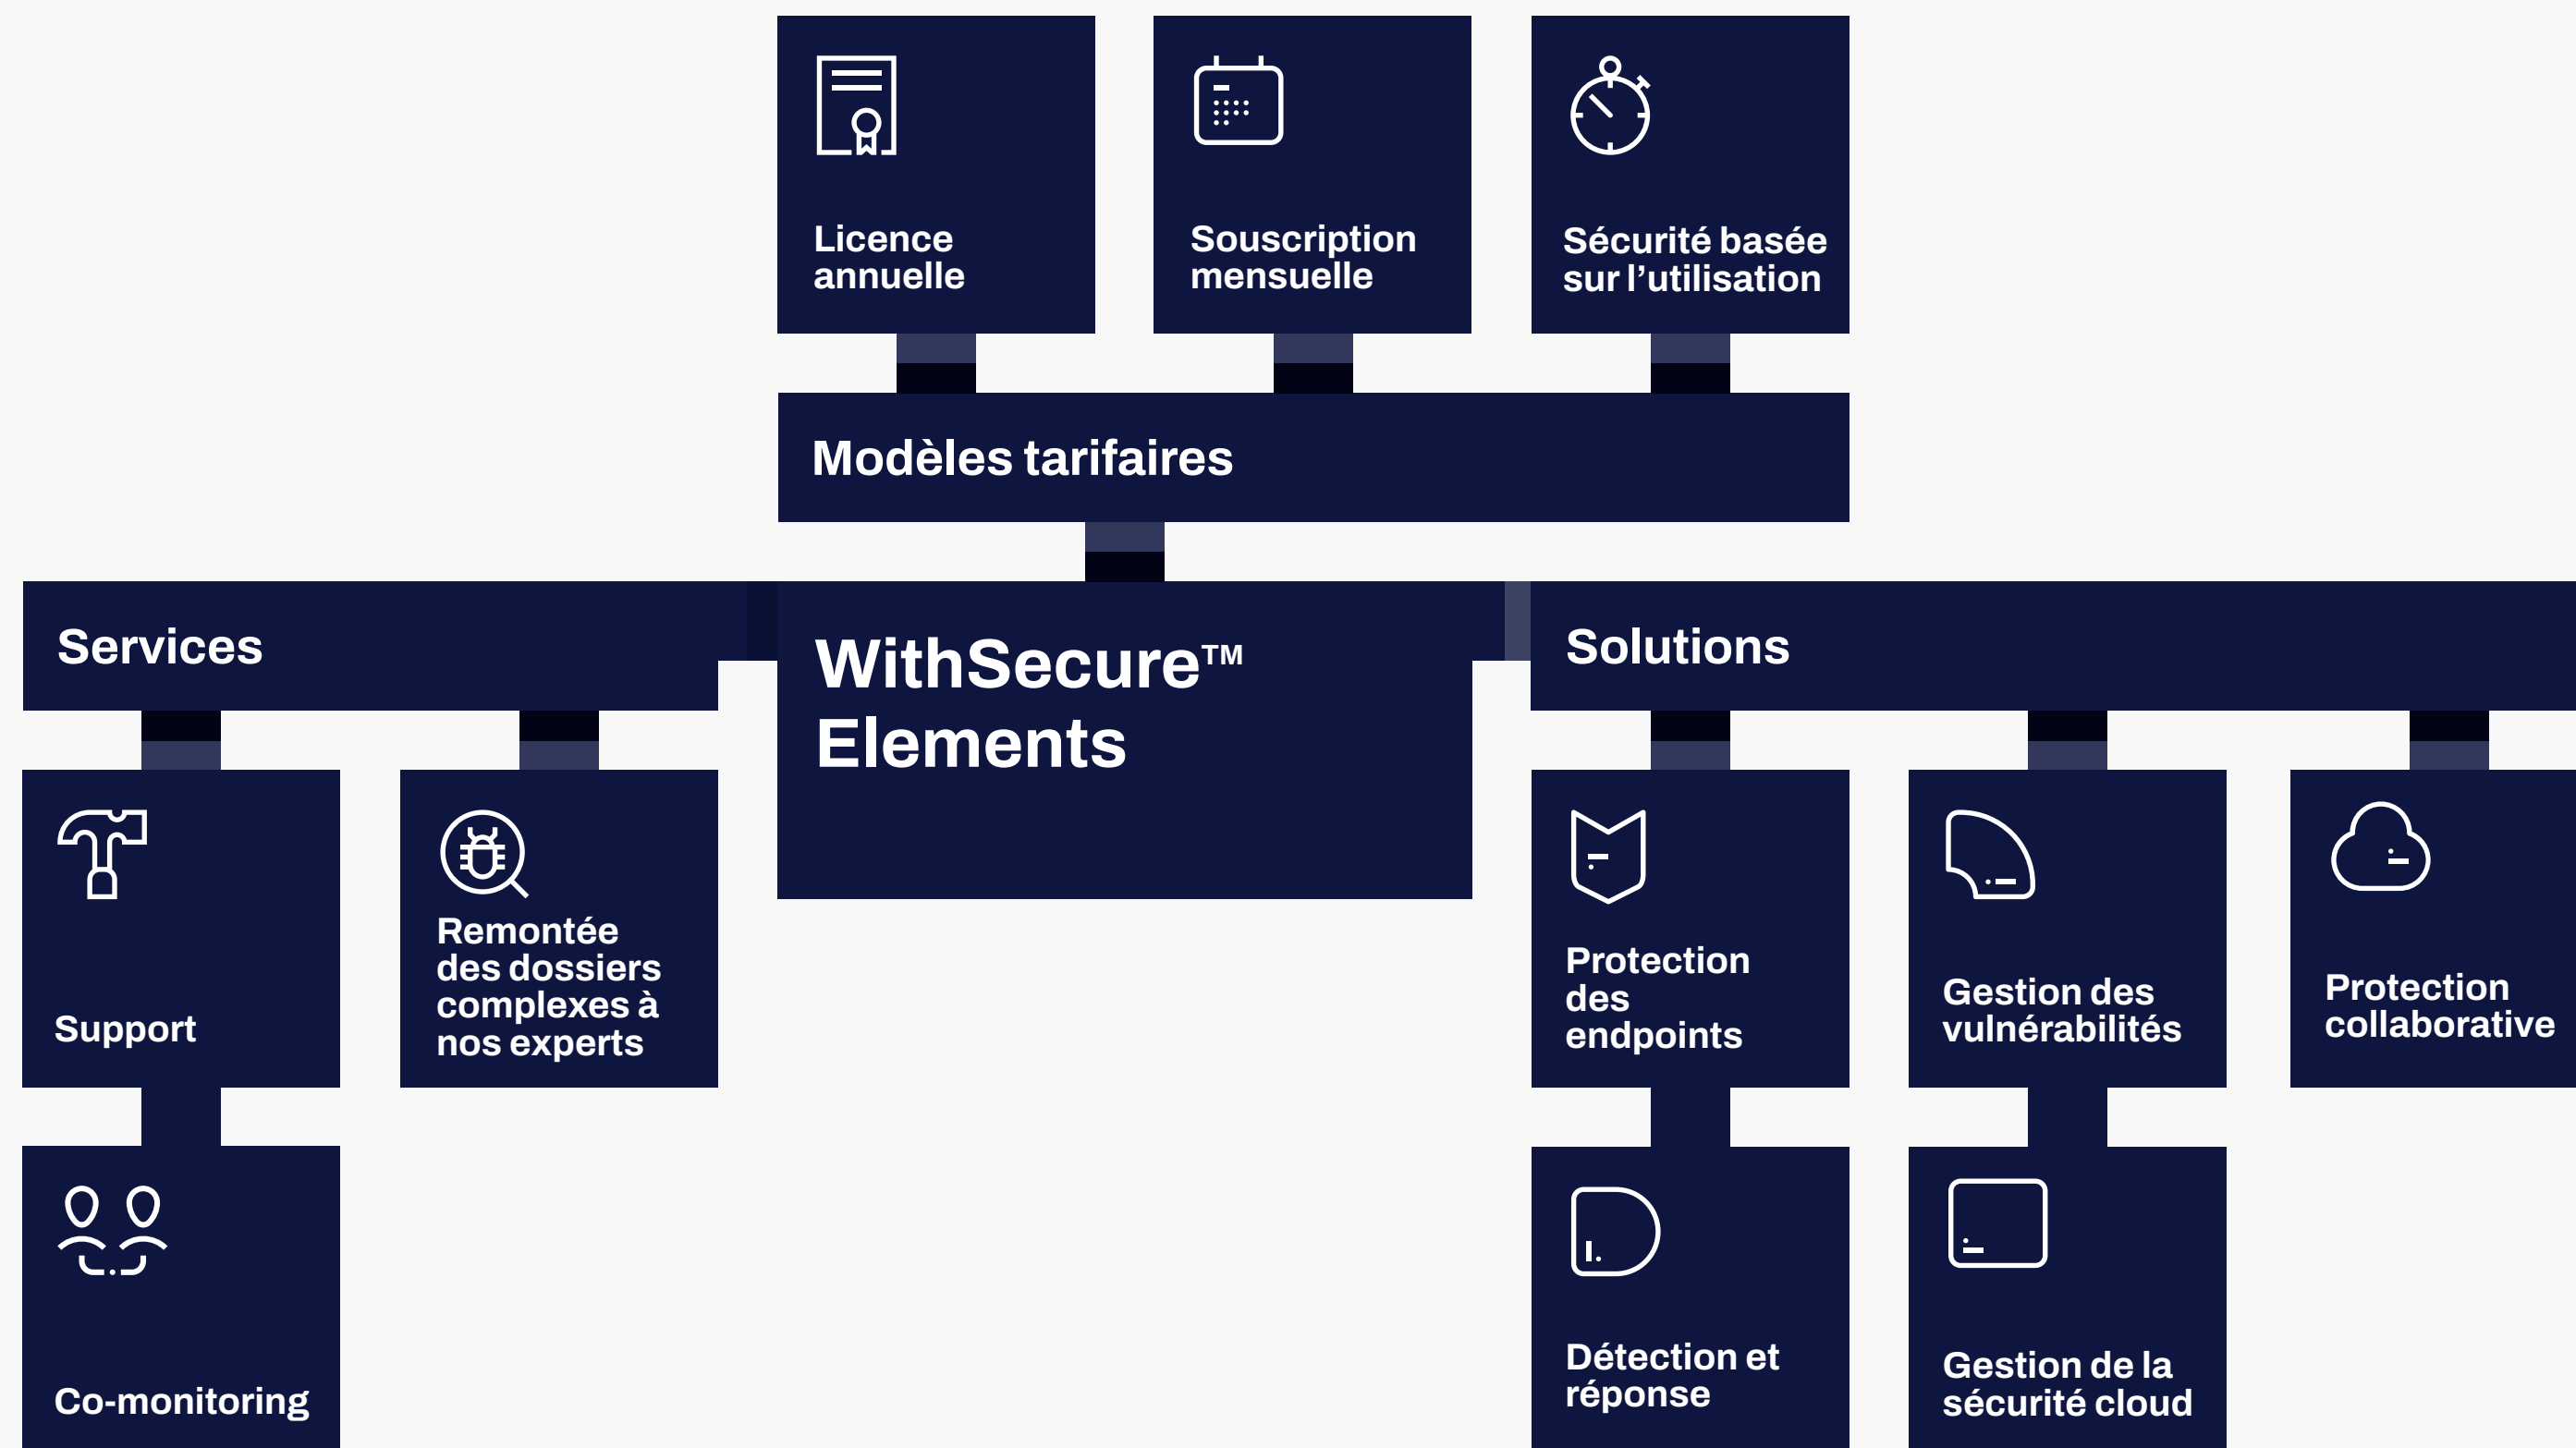 Licence
annuelle
Souscription
mensuelle
Sécurité basée
sur l’utilisation
Modèles tarifaires
Services
WithSecure™
Elements
Solutions
Support
Remontée
des dossiers
complexes à
nos experts
Protection
des
endpoints
Gestion des
vulnérabilités
Protection
collaborative
Co-monitoring
Détection et
réponse
Gestion de la
sécurité cloud